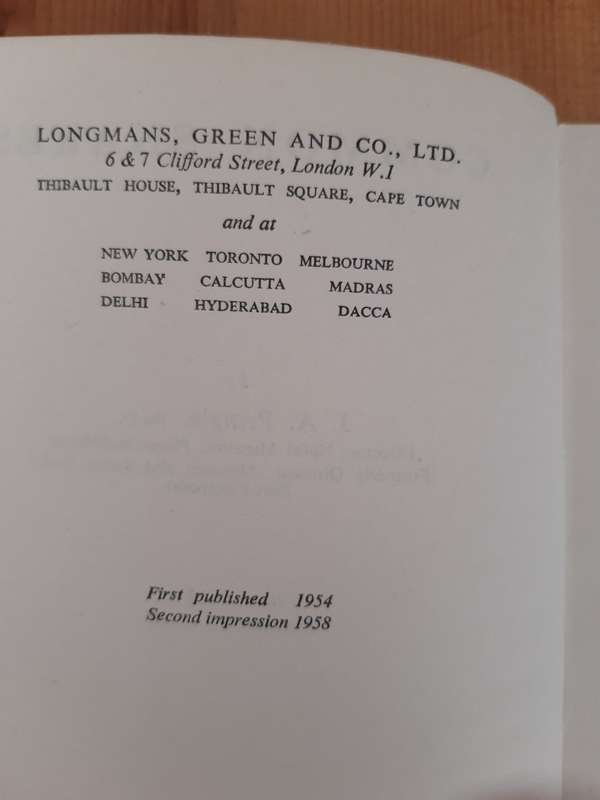 LONGMANS, GREEN AND CO., LTD.
6 & 7 Clifford Street, London W.1
THIBAULT HOUSE, THIBAULT SQUARE, CAPE TOWN
and at
NEW YORK TORONTO MELBOURNE
BOMBAY CALCUTTA MADRAS
DELHI HYDERABAD DACCA
First published 1954
Second impression 1958